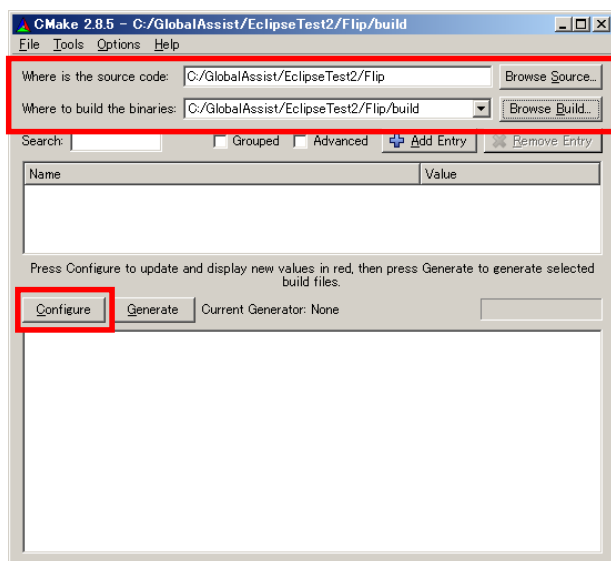 CMake 2.8.5 - C:/GlobalAssist/EclipseTest2/Flip/build
File Tools Options Help
Where is the source code: C:/GlobalAssist/EclipseTest2/Flip Browse Source...
Where to build the binaries: C:/GlobalAssist/EclipseTest2/Flip/build Browse Build...
Search: Grouped Advanced Add Entry Remove Entry
Name Value
Press Configure to update and display new values in red, then press Generate to generate selected
build files.
Configure Generate Current Generator: None